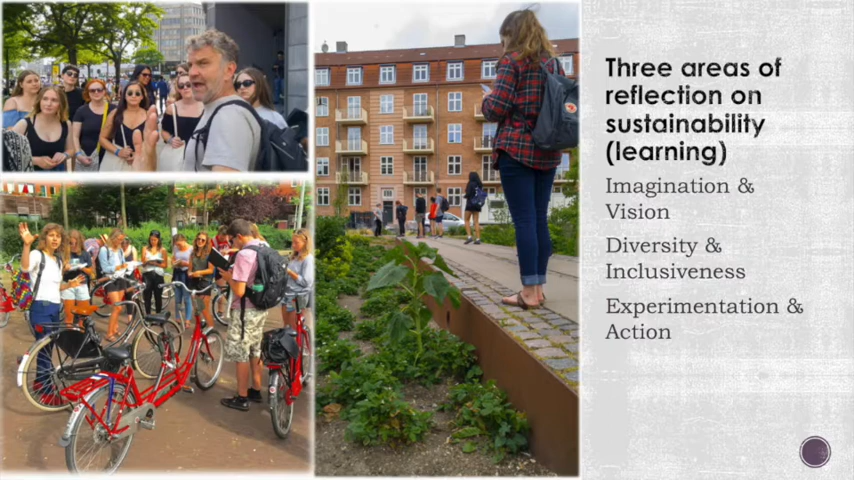 Three areas of
reflection on
sustainability
(learning)
Imagination &
Vision
Diversity &
Inclusiveness
Experimentation &
Action